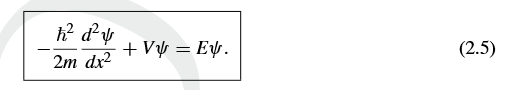 −ħ²/2m d²ψ/dx² + Vψ = Eψ. (2.5)